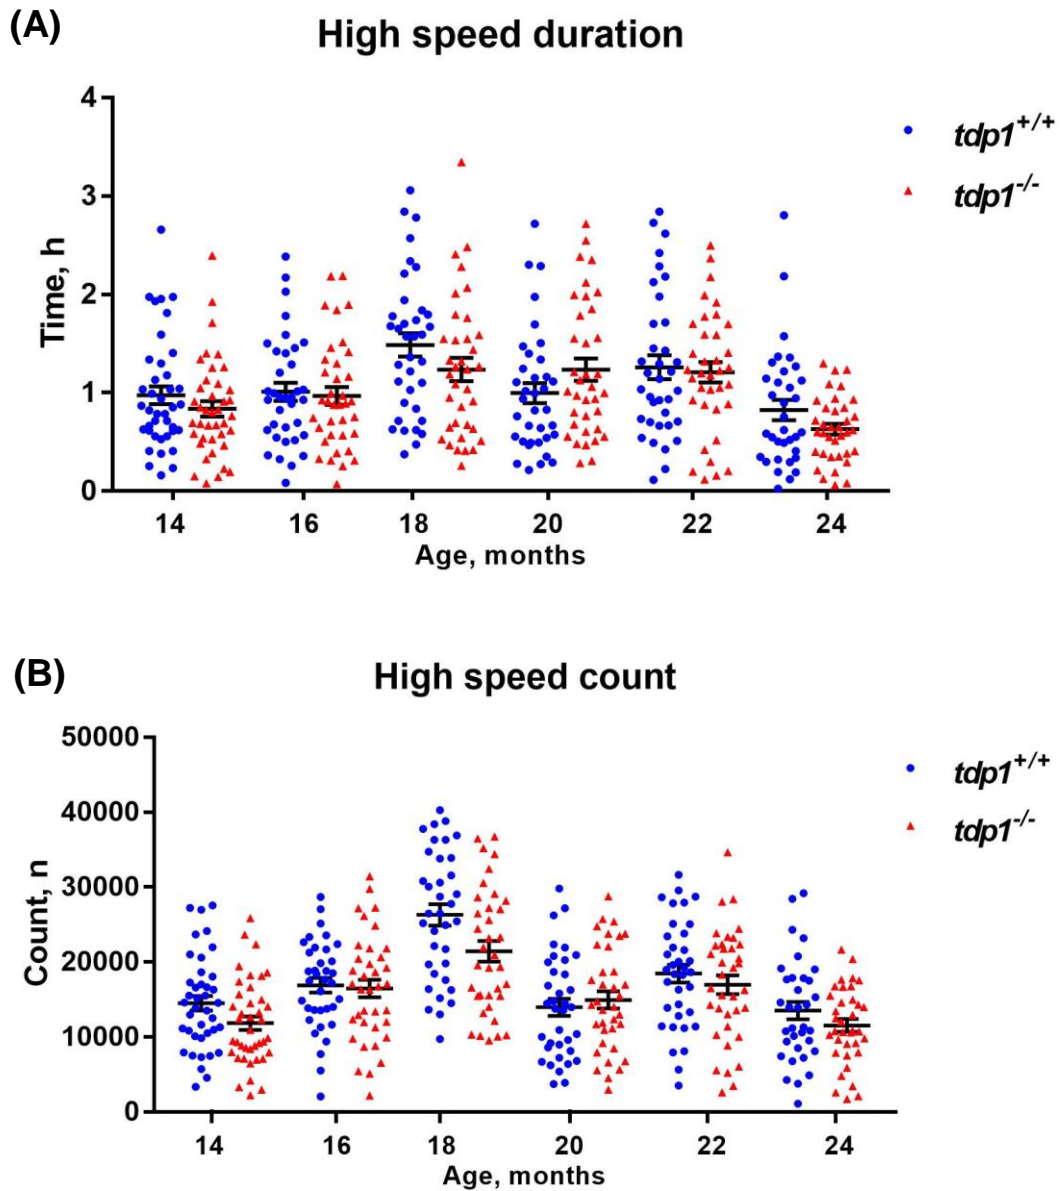 (A)
High speed duration
4
3
2
1
0
Time, h
tdp1+/+
tdp1-/-
14 16 18 20 22 24
Age, months
(B)
High speed count
50000
40000
30000
20000
10000
0
Count, n
tdp1+/+
tdp1-/-
14 16 18 20 22 24
Age, months